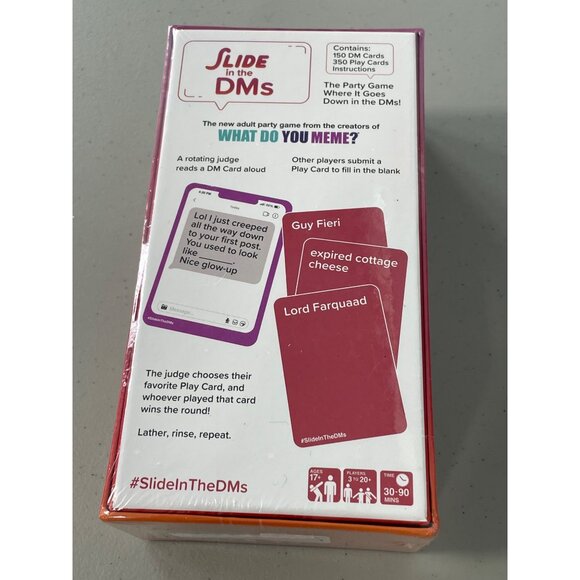 SLIDE
in the
DMs
Contains:
150 DM Cards
350 Play Cards
Instructions
The Party Game
Where It Goes
Down in the DMs!
The new adult party game from the creators of
WHAT DO YOU MEME?
A rotating judge
reads a DM Card aloud
Other players submit a
Play Card to fill in the blank
Lol I just creeped
all the way down
to your first post.
You used to look
like ______.
Nice glow-up
Message...
#SlideInTheDMs
Guy Fieri
expired cottage
cheese
Lord Farquaad
#SlideInTheDMs
The judge chooses their
favorite Play Card, and
whoever played that card
wins the round!
Lather, rinse, repeat.
#SlideInTheDMs
AGES
17+
PLAYERS
3 TO 20+
TIME
30-90
MINS